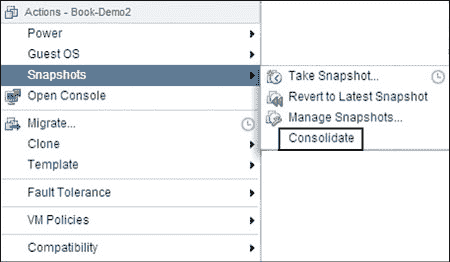 Actions - Book-Demo2
Power
Guest OS
Snapshots
Open Console
Migrate...
Clone
Template
Fault Tolerance
VM Policies
Compatibility
Take Snapshot...
Revert to Latest Snapshot
Manage Snapshots...
Consolidate